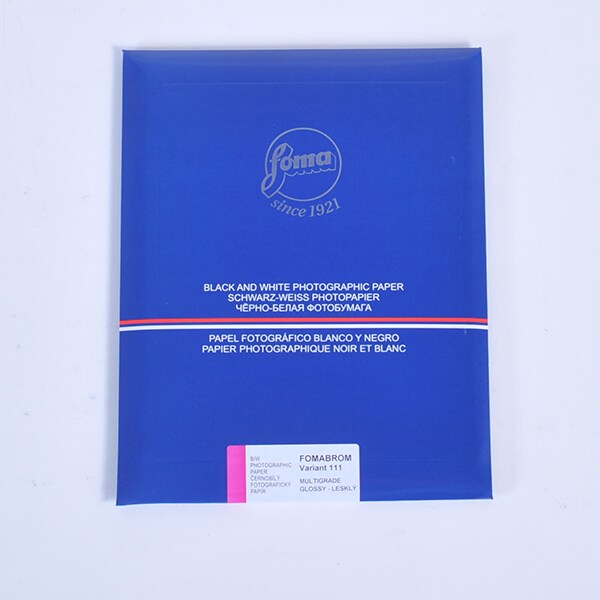 foma
since 1921
BLACK AND WHITE PHOTOGRAPHIC PAPER
SCHWARZ-WEISS PHOTOPAPIER
ЧЁРНО-БЕЛАЯ ФОТОБУМАГА
PAPEL FOTOGRÁFICO BLANCO Y NEGRO
PAPIER PHOTOGRAPHIQUE NOIR ET BLANC
B/W
PHOTOGRAPHIC
PAPER
ČERNOBÍLÝ
FOTOGRAFICKÝ
PAPÍR
FOMABROM
Variant 111
MULTIGRADE
GLOSSY - LESKLÝ